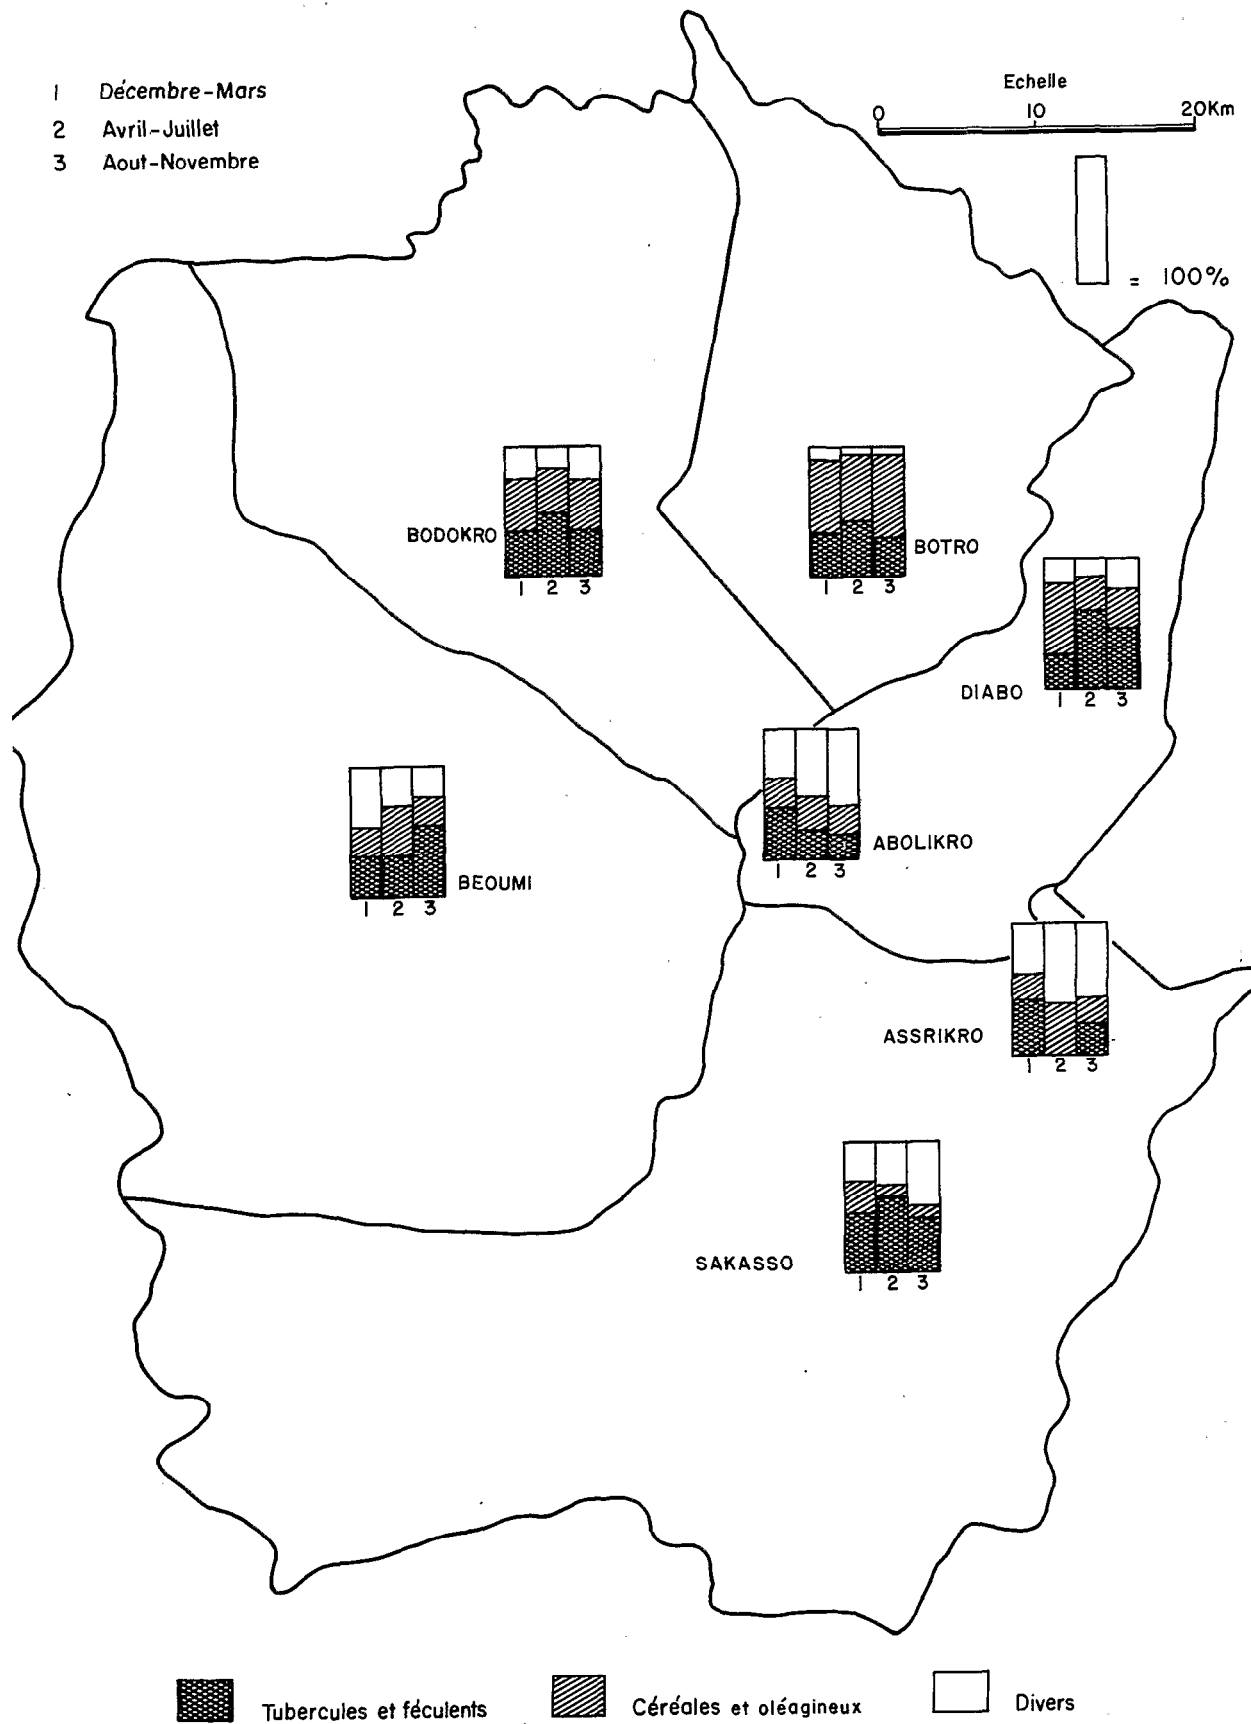 1 Décembre-Mars
2 Avril-Juillet
3 Aout-Novembre
Echelle
0 10 20Km
= 100%
BODOKRO
1 2 3
BOTRO
1 2 3
DIABO
1 2 3
ABOLIKRO
1 2 3
BEOUMI
1 2 3
ASSRIKRO
1 2 3
SAKASSO
1 2 3
Tubercules et féculents
Céréales et oléagineux
Divers